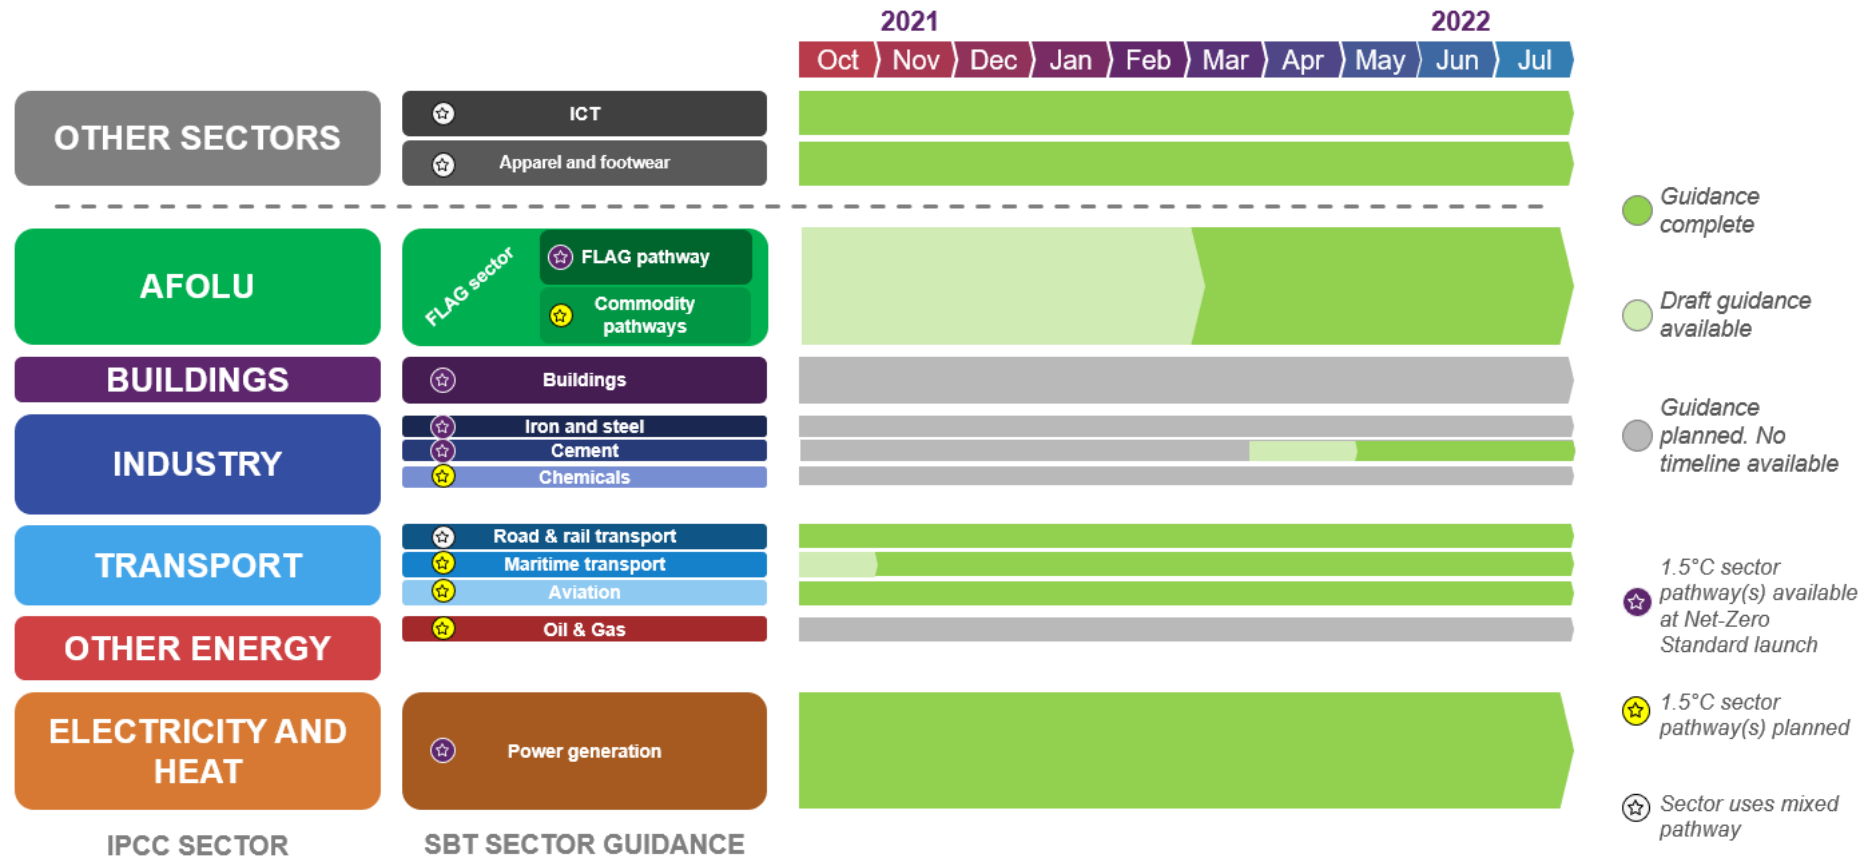 2021
2022
Oct Nov Dec Jan Feb Mar Apr May Jun Jul
OTHER SECTORS
ICT
Apparel and footwear
AFOLU
FLAG sector
FLAG pathway
Commodity
pathways
BUILDINGS
Buildings
INDUSTRY
Iron and steel
Cement
Chemicals
TRANSPORT
Road & rail transport
Maritime transport
Aviation
OTHER ENERGY
Oil & Gas
ELECTRICITY AND
HEAT
Power generation
IPCC SECTOR
SBT SECTOR GUIDANCE
Guidance
complete
Draft guidance
available
Guidance
planned. No
timeline available
1.5°C sector
pathway(s) available
at Net-Zero
Standard launch
1.5°C sector
pathway(s) planned
Sector uses mixed
pathway